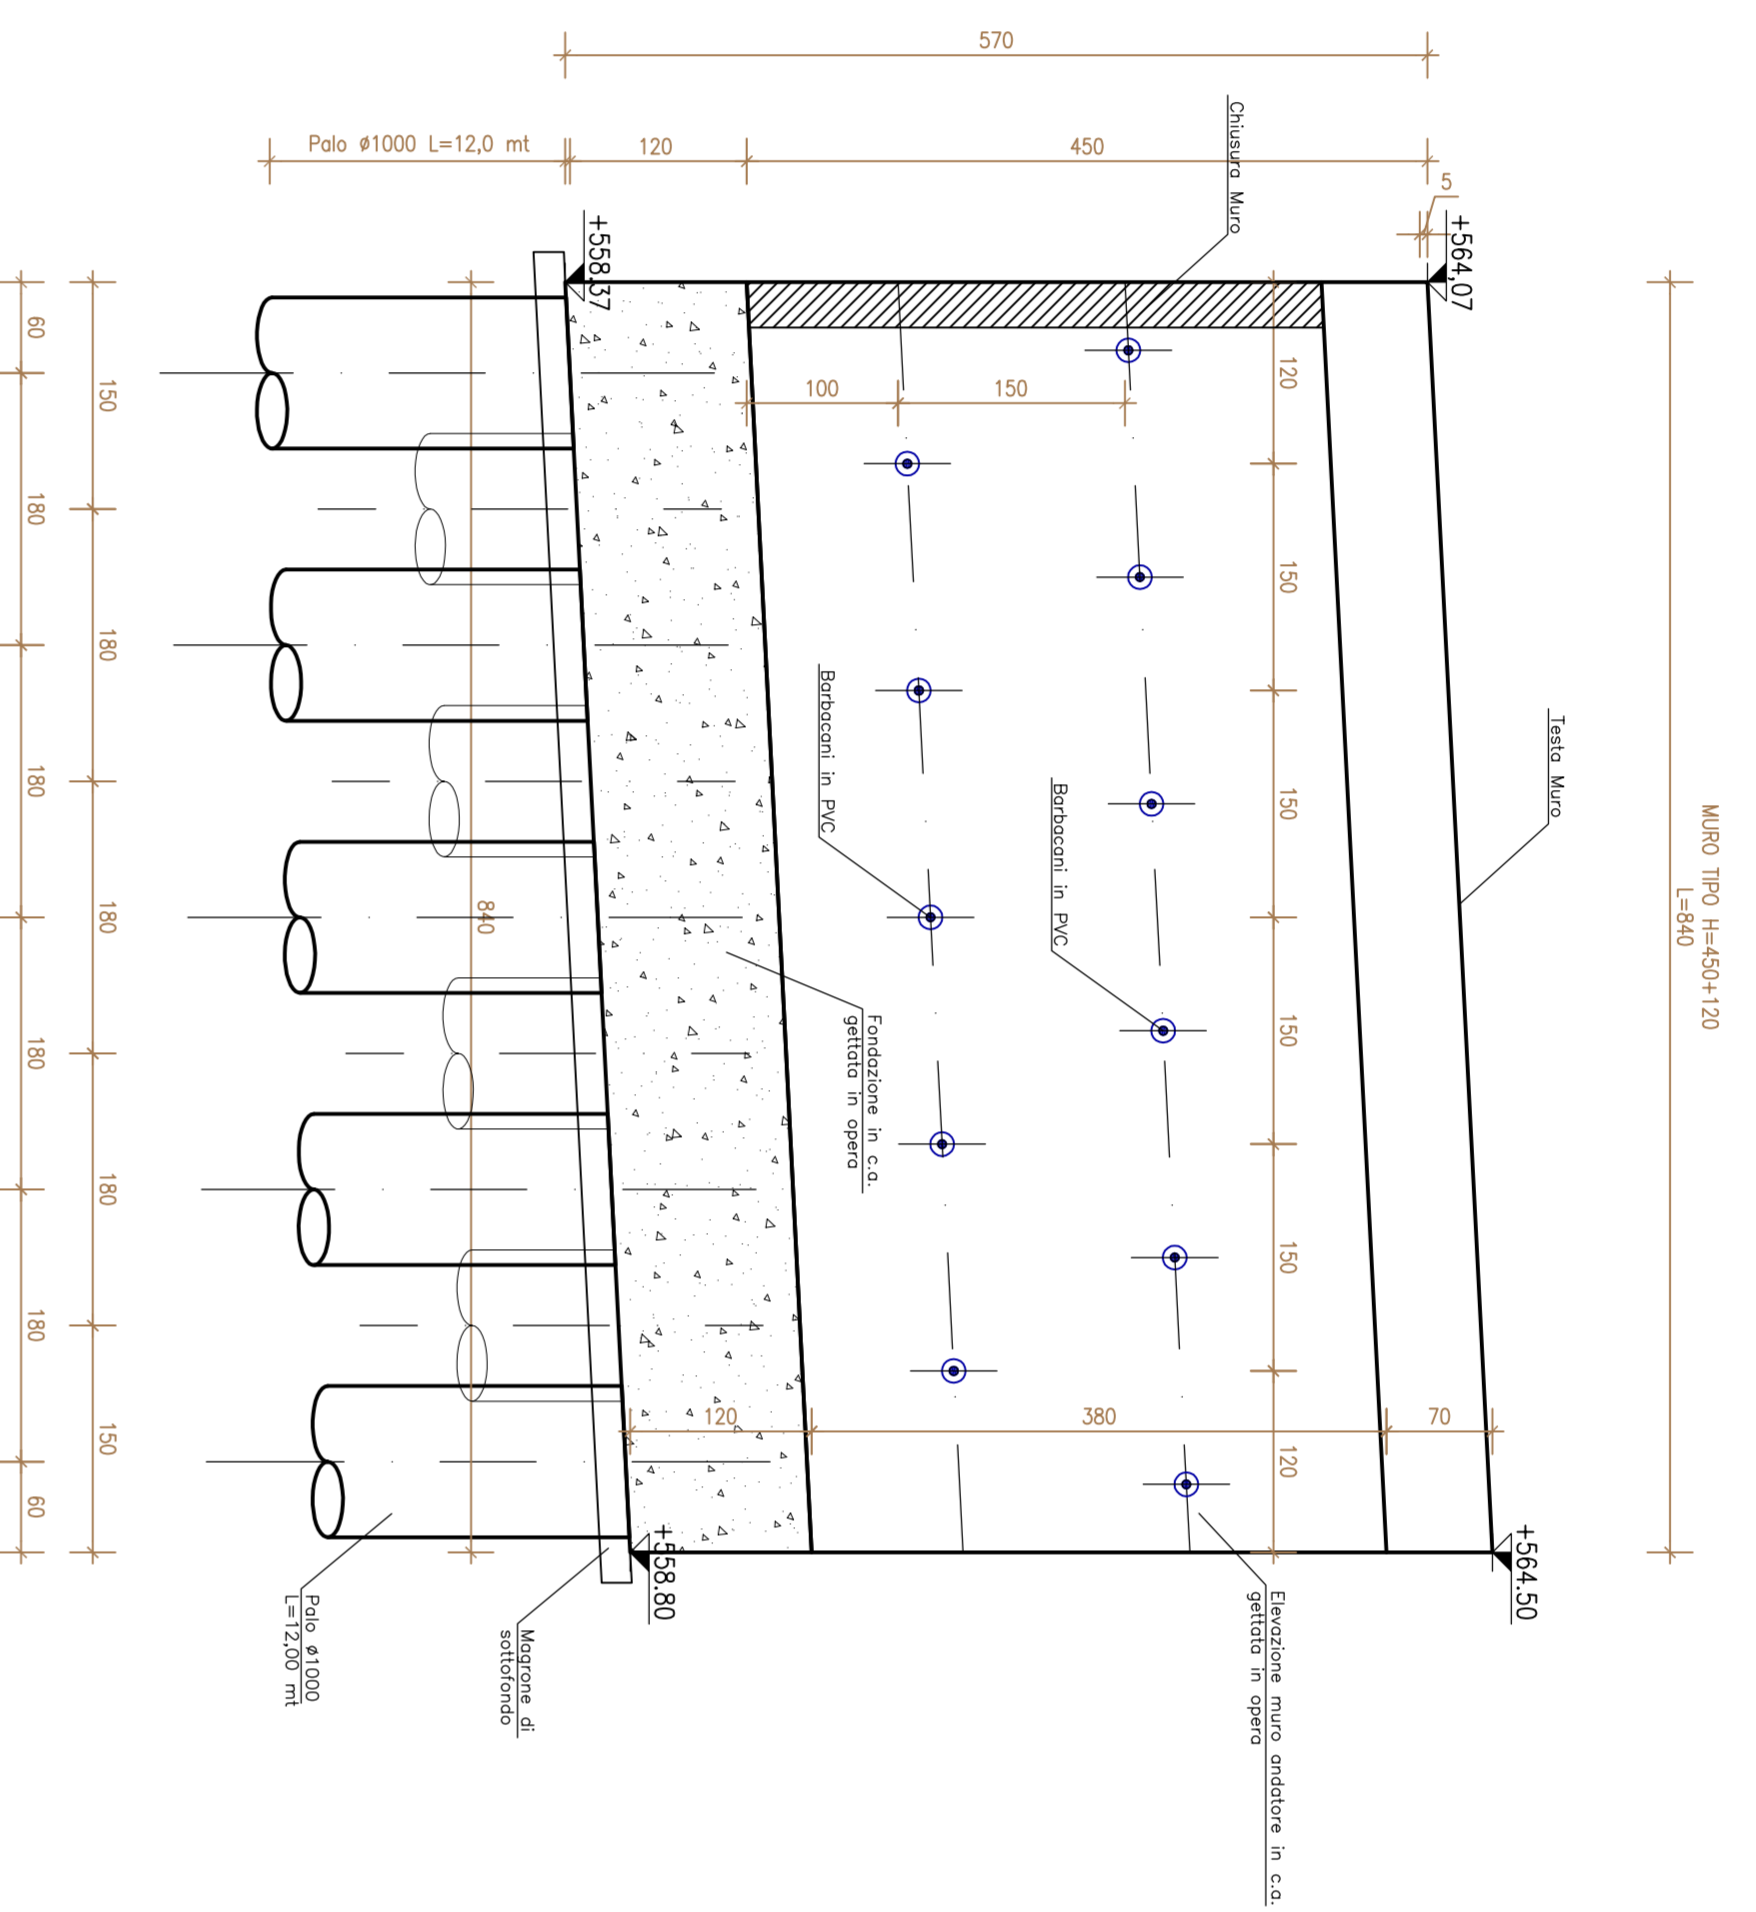 MURO TIPO H=450+120
L=840
Testa Muro
+564,07
+564.50
5
570
450
120
Palo ø1000 L=12,0 mt
Chiusura Muro
120
150
150
150
150
120
70
380
120
150
100
Barbacani in PVC
Barbacani in PVC
Elevazione muro andatore in c.a.
gettata in opera
Fondazione in c.a.
gettata in opera
+558,37
+558.80
Magrone di
sottofondo
840
Palo ø1000
L=12,00 mt
150
180
180
180
150
60
180
180
180
180
60